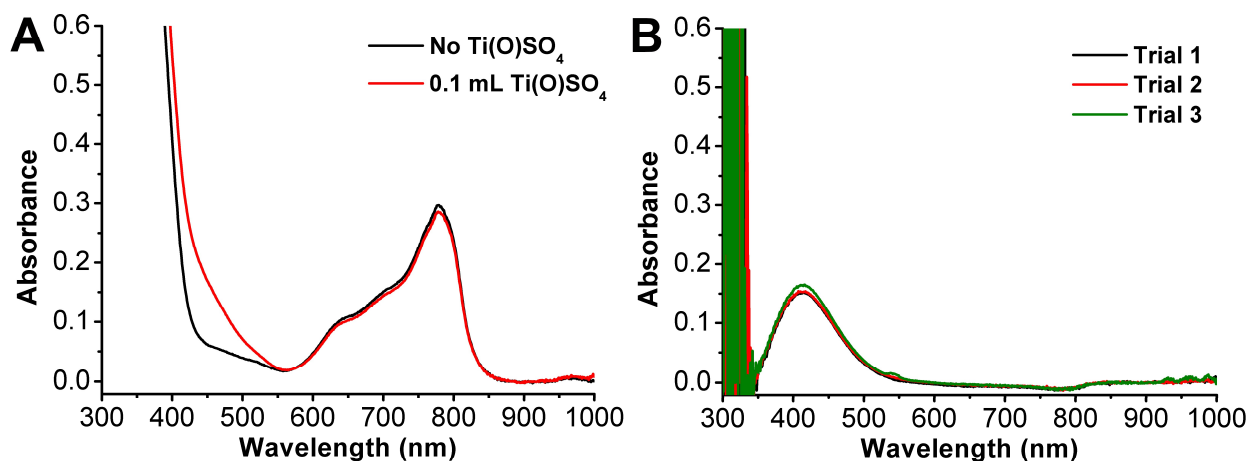 A
No Ti(O)SO4
0.1 mL Ti(O)SO4
Absorbance
0.6
0.5
0.4
0.3
0.2
0.1
0.0
300 400 500 600 700 800 900 1000
Wavelength (nm)
B
Trial 1
Trial 2
Trial 3
Absorbance
0.6
0.5
0.4
0.3
0.2
0.1
0.0
300 400 500 600 700 800 900 1000
Wavelength (nm)